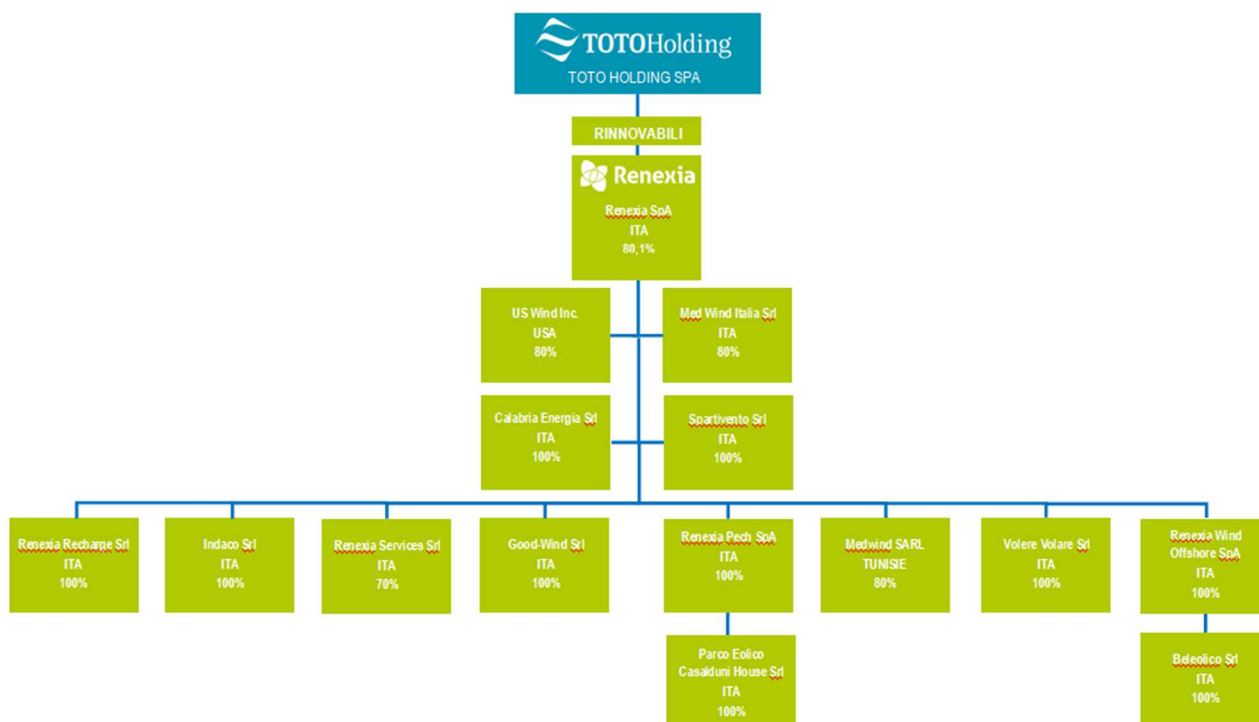 TOTOHolding
TOTO HOLDING SPA
RINNOVABILI
Renexia
Renexia SpA
ITA
80,1%
US Wind Inc.
USA
80%
Med Wind Italia Srl
ITA
80%
Calabria Energia Srl
ITA
100%
Spartivento Srl
ITA
100%
Renexia Recharge Srl
ITA
100%
Indaco Srl
ITA
100%
Renexia Services Srl
ITA
70%
Good-Wind Srl
ITA
100%
Renexia Pech SpA
ITA
100%
Medwind SARL
TUNISIE
80%
Volere Volare Srl
ITA
100%
Renexia Wind
Offshore SpA
ITA
100%
Parco Eolico
Casalduni House Srl
ITA
100%
Beleolico Srl
ITA
100%